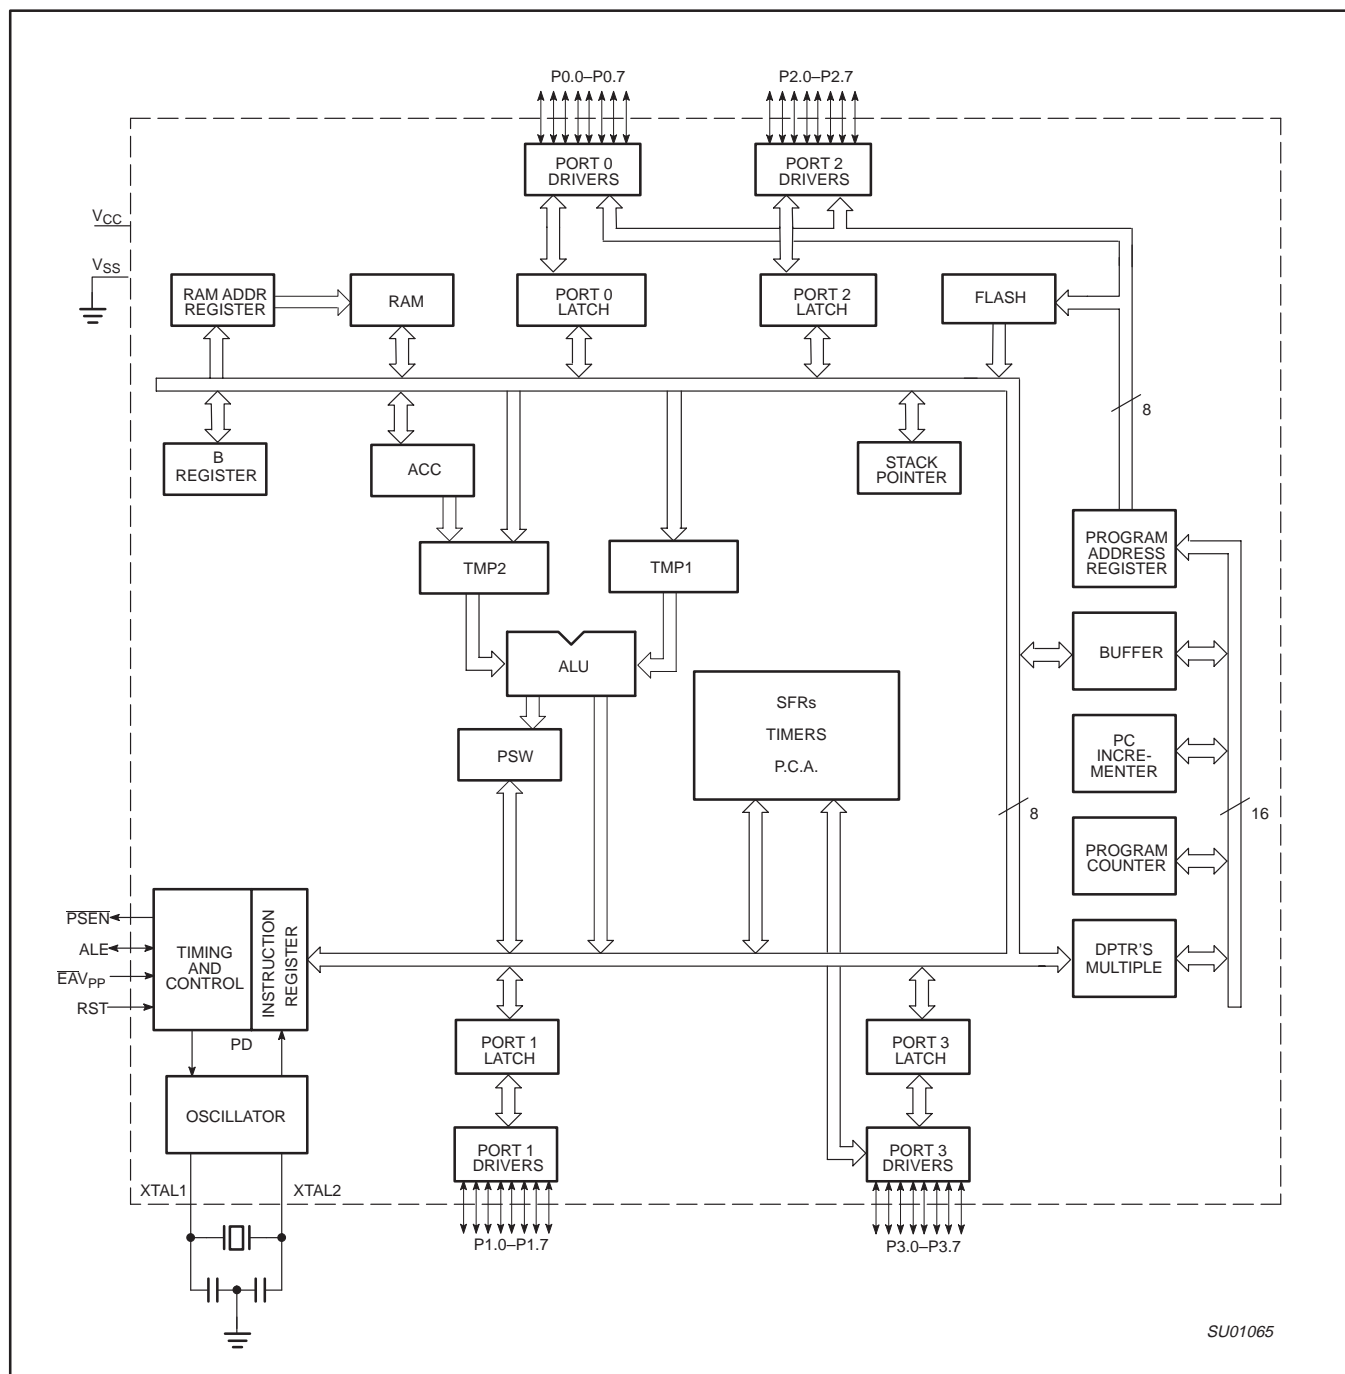 P0.0–P0.7
P2.0–P2.7
PORT 0
DRIVERS
PORT 2
DRIVERS
VCC
VSS
RAM ADDR
REGISTER
RAM
PORT 0
LATCH
PORT 2
LATCH
FLASH
8
B
REGISTER
ACC
STACK
POINTER
PROGRAM
ADDRESS
REGISTER
TMP2
TMP1
ALU
BUFFER
SFRs
TIMERS
P.C.A.
PSW
PC
INCRE-
MENTER
8
16
PROGRAM
COUNTER
PSEN
ALE
EAVPP
RST
TIMING
AND
CONTROL
INSTRUCTION
REGISTER
DPTR'S
MULTIPLE
PD
PORT 1
LATCH
PORT 3
LATCH
OSCILLATOR
PORT 1
DRIVERS
PORT 3
DRIVERS
XTAL1
XTAL2
P1.0–P1.7
P3.0–P3.7
SU01065